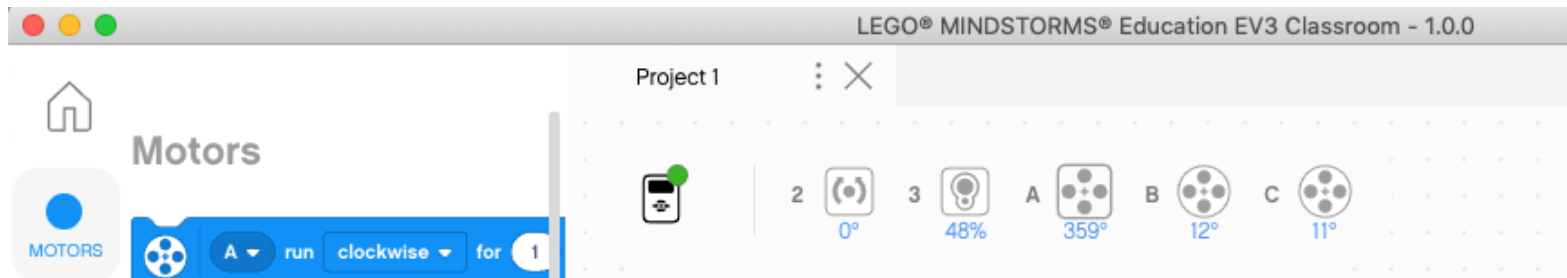 LEGO® MINDSTORMS® Education EV3 Classroom - 1.0.0
Project 1
Motors
2 3 A B C
0° 48% 359° 12° 11°
MOTORS
A run clockwise for 1